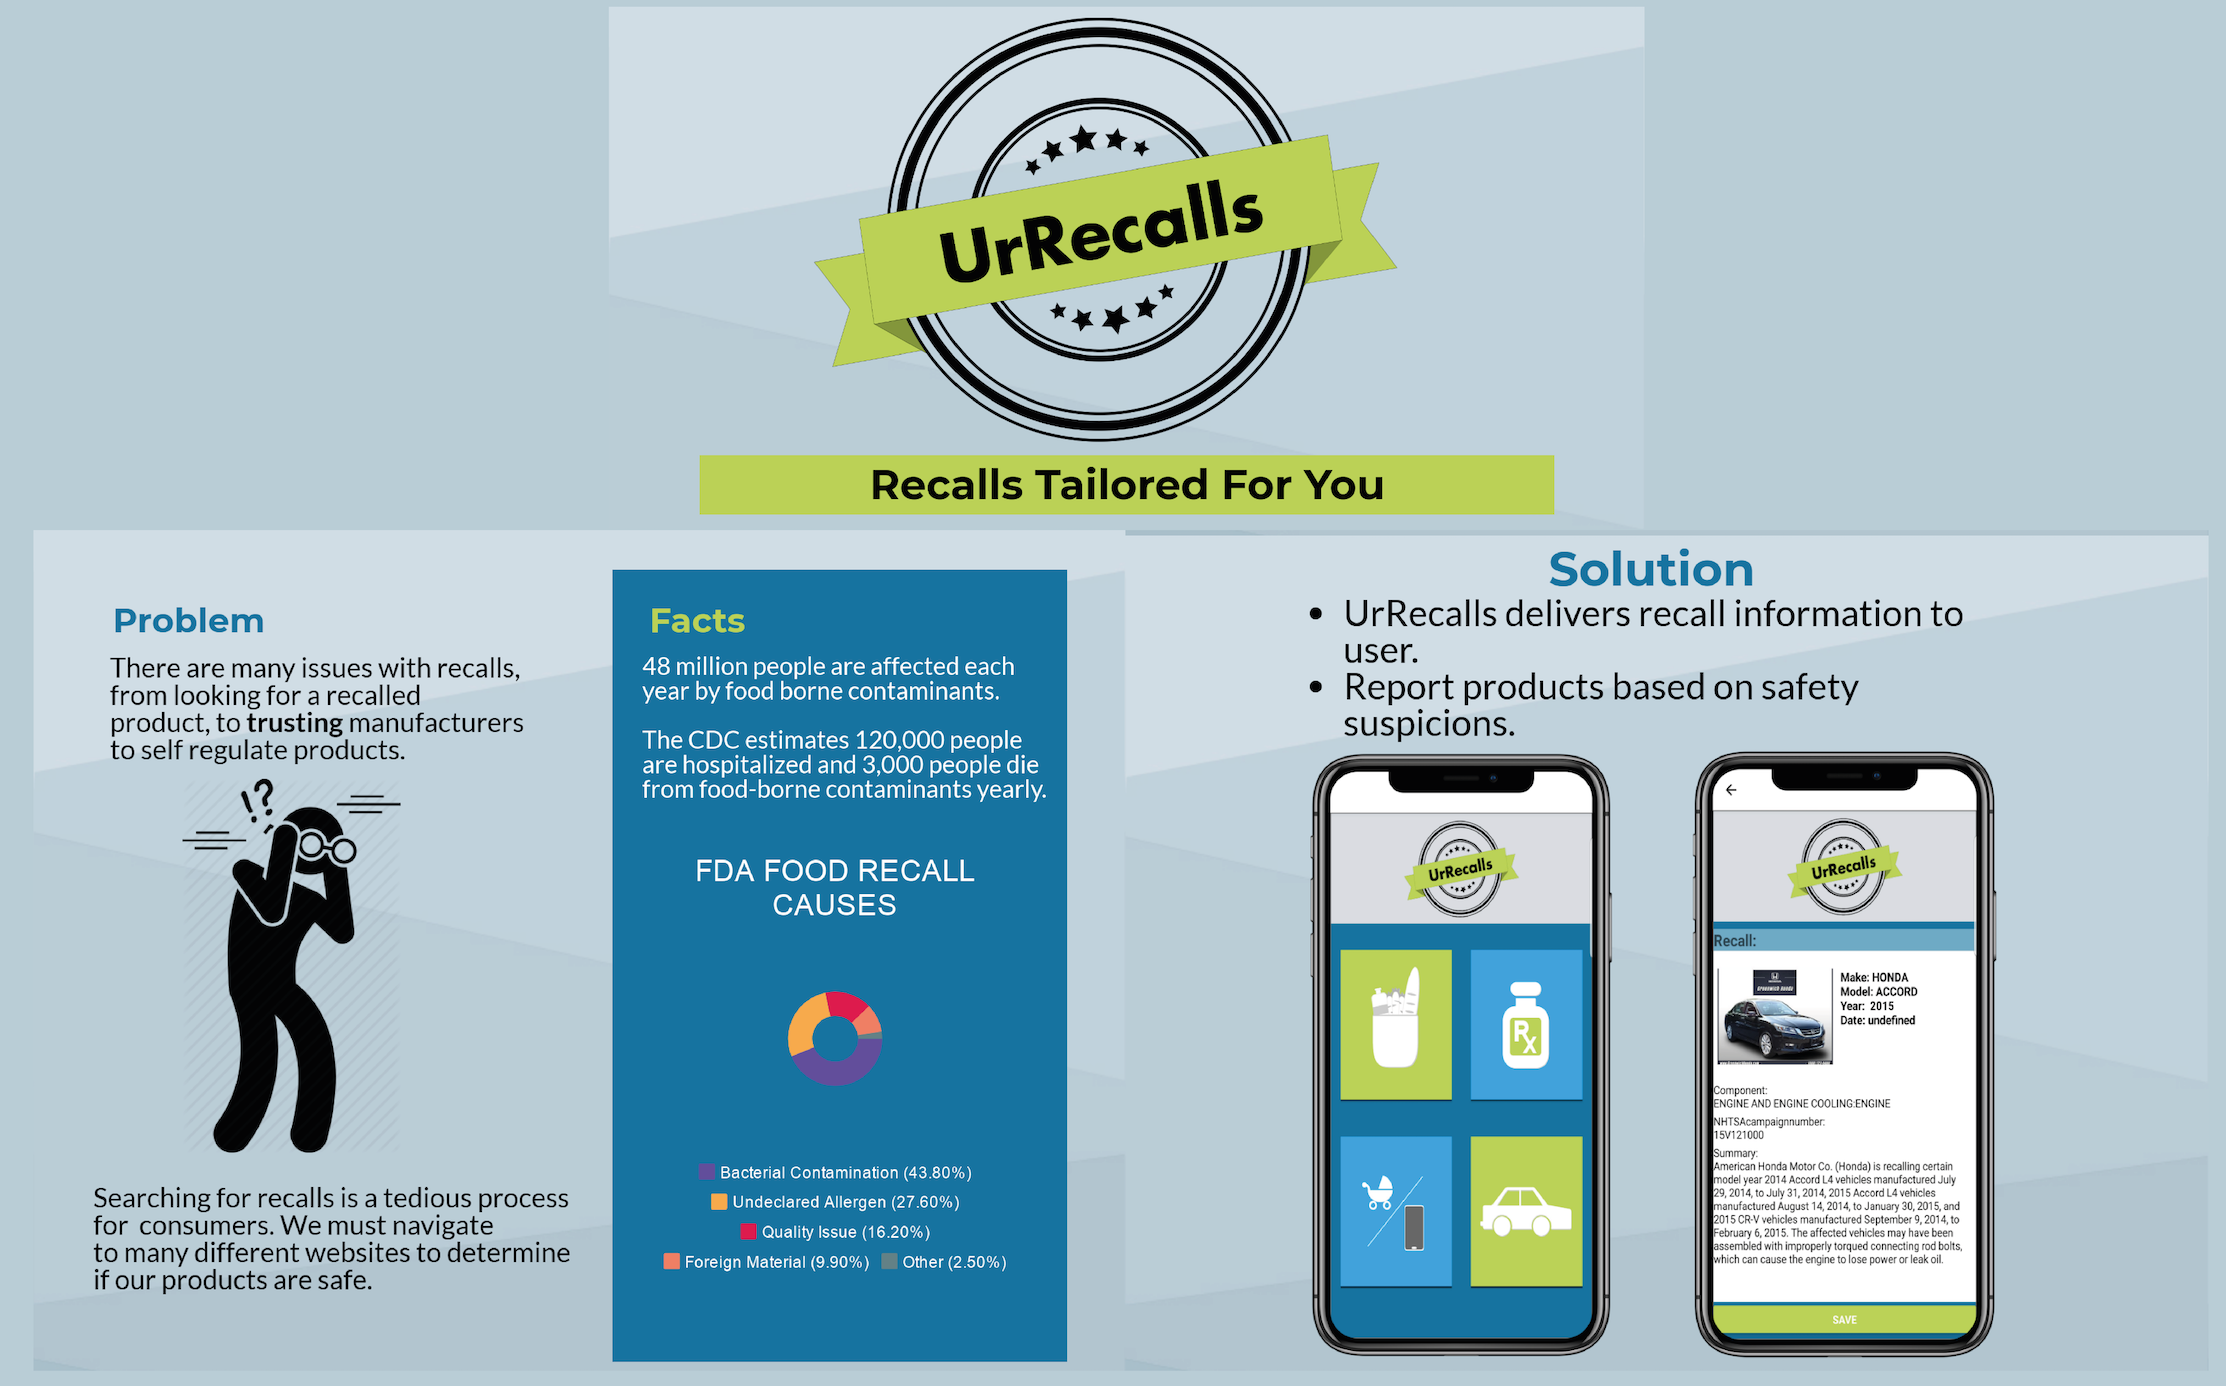 UrRecalls
Recalls Tailored For You
Problem
There are many issues with recalls,
from looking for a recalled
product, to trusting manufacturers
to self regulate products.
!?
Searching for recalls is a tedious process
for consumers. We must navigate
to many different websites to determine
if our products are safe.
Facts
48 million people are affected each
year by food borne contaminants.
The CDC estimates 120,000 people
are hospitalized and 3,000 people die
from food-borne contaminants yearly.
FDA FOOD RECALL
CAUSES
Bacterial Contamination (43.80%)
Undeclared Allergen (27.60%)
Quality Issue (16.20%)
Foreign Material (9.90%) Other (2.50%)
Solution
• UrRecalls delivers recall information to
user.
• Report products based on safety
suspicions.
UrRecalls
Rx
UrRecalls
Recall:
Make: HONDA
Model: ACCORD
Year: 2015
Date: undefined
Component:
ENGINE AND ENGINE COOLING:ENGINE
NHTSAcampaignnumber:
15V121000
Summary:
American Honda Motor Co. (Honda) is recalling certain
model year 2014 Accord L4 vehicles manufactured July
29, 2014, to July 31, 2014, 2015 Accord L4 vehicles
manufactured August 14, 2014, to January 30, 2015, and
2015 CR-V vehicles manufactured September 9, 2014, to
February 6, 2015. The affected vehicles may have been
assembled with improperly torqued connecting rod bolts,
which can cause the engine to lose power or leak oil.
SAVE